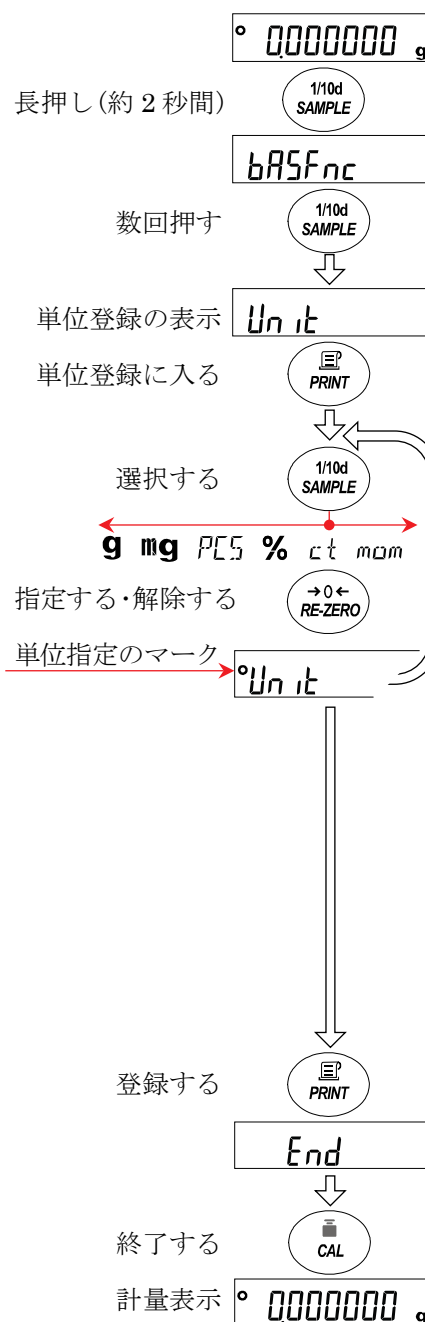 0.000000 g
長押し(約2秒間)
1/10d
SAMPLE
bASFnc
数回押す
1/10d
SAMPLE
単位登録の表示 Unit
単位登録に入る
PRINT
選択する
1/10d
SAMPLE
g mg PCS % ct mom
指定する・解除する
→0←
RE-ZERO
単位指定のマーク
Unit
登録する
PRINT
End
終了する
CAL
計量表示 0.000000 g